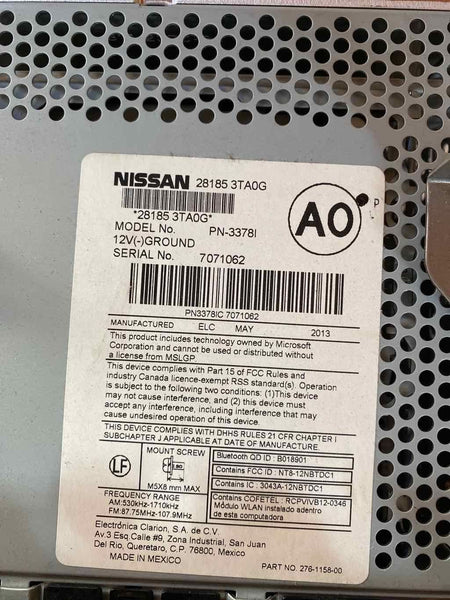 NISSAN 28185 3TA0G
*28185 3TA0G*
MODEL No. PN-3378I
12V(-)GROUND
SERIAL No. 7071062
AO
P
PN3378IC 7071062
MANUFACTURED ELC MAY 2013
This product includes technology owned by Microsoft
Corporation and cannot be used or distributed without
a license from MSLGP.
This device complies with Part 15 of FCC Rules and
Industry Canada licence-exempt RSS standard(s). Operation
is subject to the following two conditions: (1)This device
may not cause interference, and (2) this device must
accept any interference, including interference that may
cause undesired operation of this device.
THIS DEVICE COMPLIES WITH DHHS RULES 21 CFR CHAPTER I
SUBCHAPTER J APPLICABLE AT DATE OF MANUFACTURE.
LF
MOUNT SCREW
M5X8 mm MAX
FREQUENCY RANGE
AM:530kHz-1710kHz
FM:87.75MHz-107.9MHz
Bluetooth QD ID : B018901
Contains FCC ID : NT8-12NBTDC1
Contains IC : 3043A-12NBTDC1
Contains COFETEL : RCPVIVB12-0346
Módulo WLAN instalado adentro
de esta computadora
Electrónica Clarion, S.A. de C.V.
Av.3 Esq.Calle #9, Zona Industrial, San Juan
Del Rio, Queretaro, C.P. 76800, Mexico
MADE IN MEXICO
PART NO. 276-1158-00